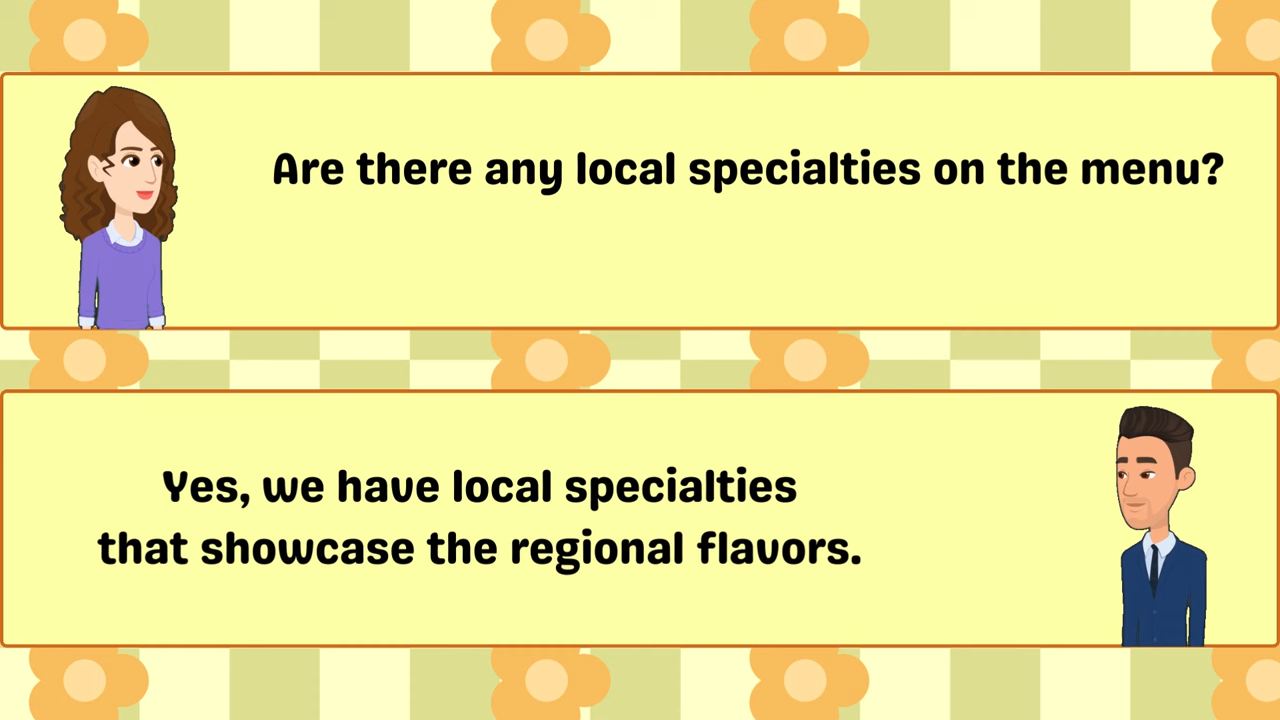 Are there any local specialties on the menu?
Yes, we have local specialties
that showcase the regional flavors.